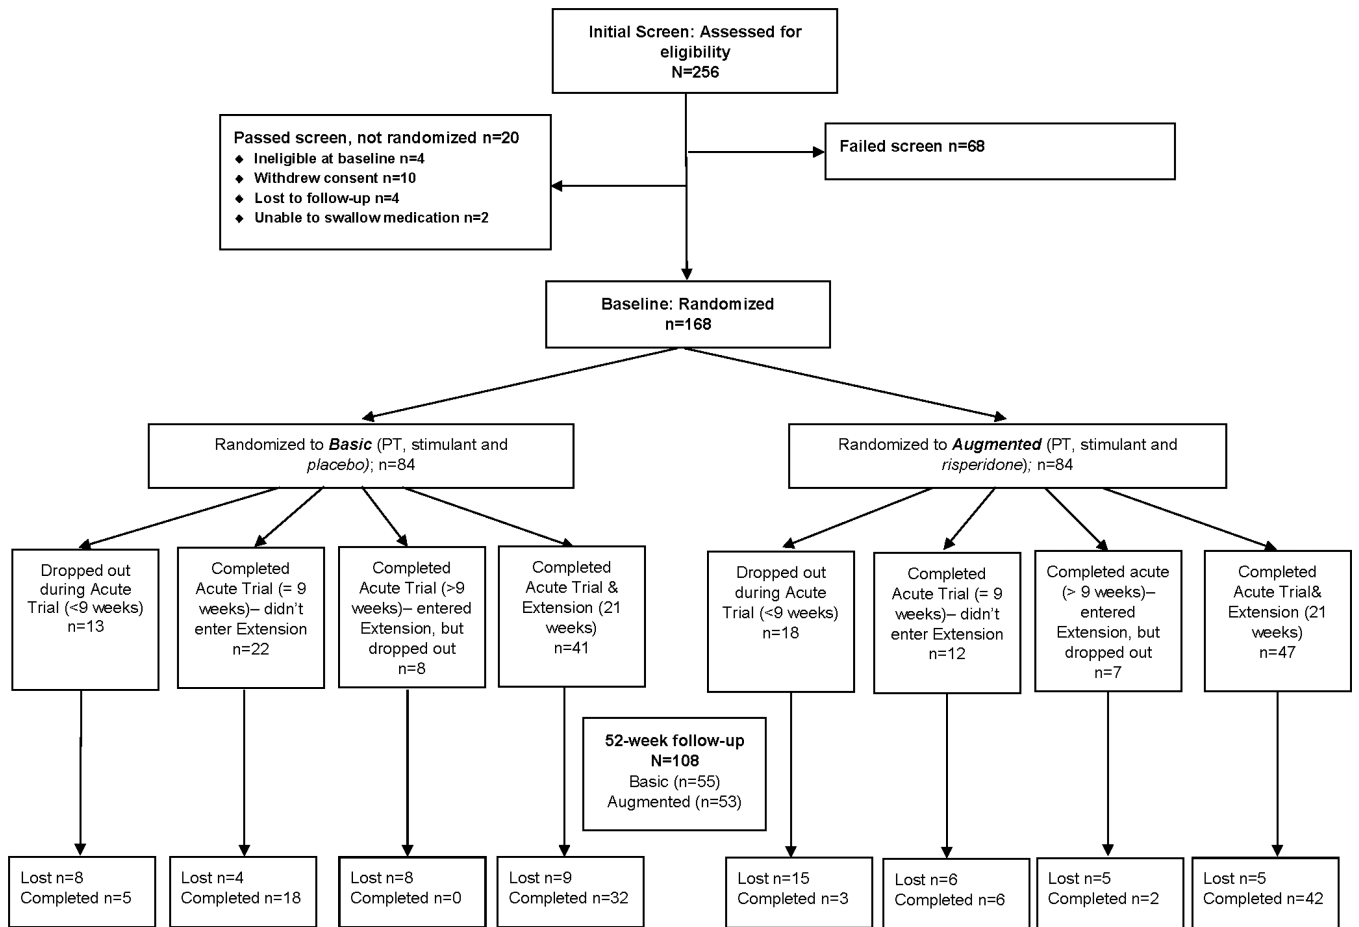 Initial Screen: Assessed for
eligibility
N=256
Passed screen, not randomized n=20
◆ Ineligible at baseline n=4
◆ Withdrew consent n=10
◆ Lost to follow-up n=4
◆ Unable to swallow medication n=2
Failed screen n=68
Baseline: Randomized
n=168
Randomized to Basic (PT, stimulant and
placebo); n=84
Randomized to Augmented (PT, stimulant and
risperidone); n=84
Dropped out
during Acute
Trial (<9 weeks)
n=13
Completed
Acute Trial (= 9
weeks)– didn't
enter Extension
n=22
Completed
Acute Trial (>9
weeks)– entered
Extension, but
dropped out
n=8
Completed
Acute Trial &
Extension (21
weeks)
n=41
Dropped out
during Acute
Trial (<9 weeks)
n=18
Completed
Acute Trial (= 9
weeks)– didn't
enter Extension
n=12
Completed acute
(> 9 weeks)–
entered
Extension, but
dropped out
n=7
Completed
Acute Trial&
Extension (21
weeks)
n=47
52-week follow-up
N=108
Basic (n=55)
Augmented (n=53)
Lost n=8
Completed n=5
Lost n=4
Completed n=18
Lost n=8
Completed n=0
Lost n=9
Completed n=32
Lost n=15
Completed n=3
Lost n=6
Completed n=6
Lost n=5
Completed n=2
Lost n=5
Completed n=42